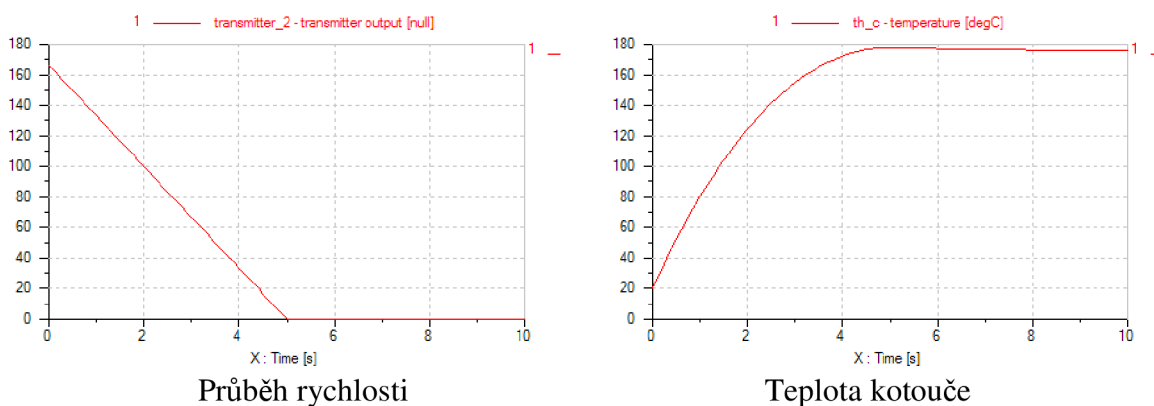 1 transmitter_2 - transmitter output [null]
180
160
140
120
100
80
60
40
20
0
0 2 4 6 8 10
X : Time [s]
1
Průběh rychlosti
1 th_c - temperature [degC]
180
160
140
120
100
80
60
40
20
0
0 2 4 6 8 10
X : Time [s]
1
Teplota kotouče